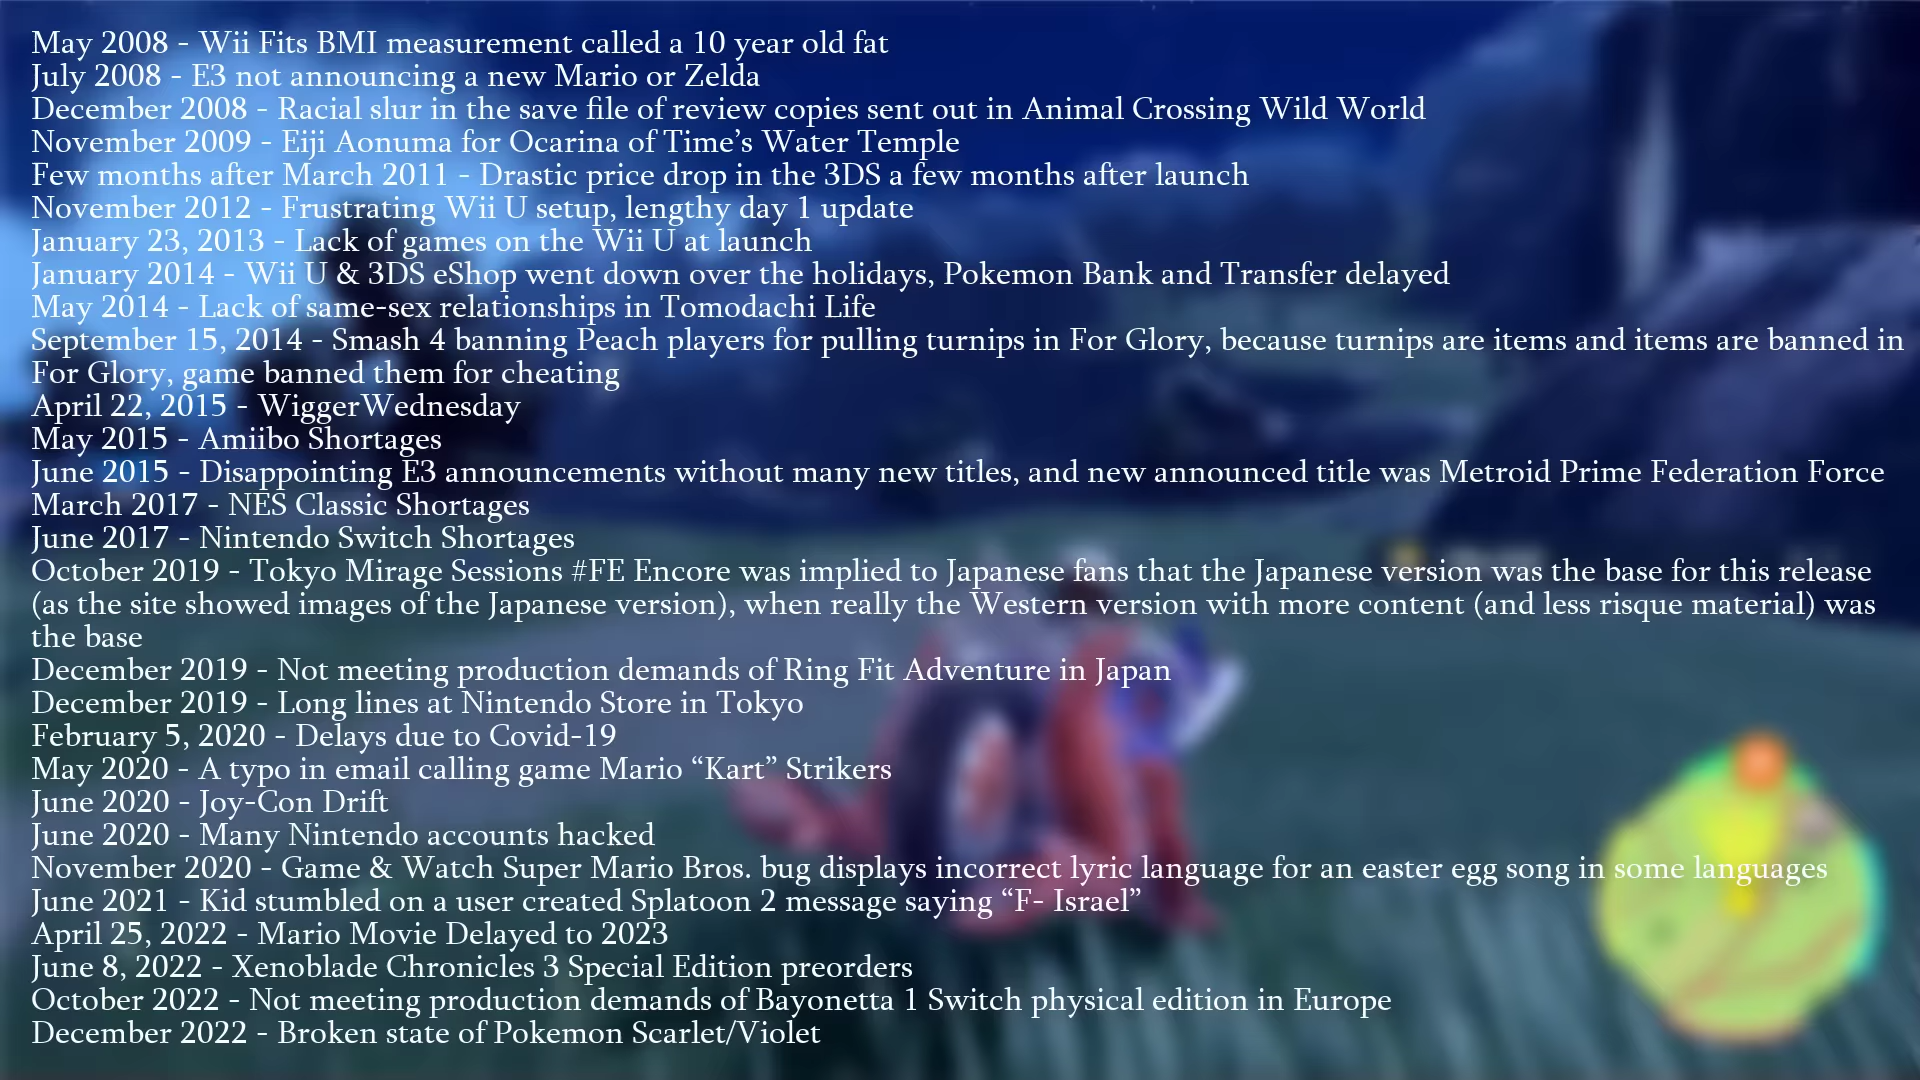 May 2008 - Wii Fits BMI measurement called a 10 year old fat
July 2008 - E3 not announcing a new Mario or Zelda
December 2008 - Racial slur in the save file of review copies sent out in Animal Crossing Wild World
November 2009 - Eiji Aonuma for Ocarina of Time’s Water Temple
Few months after March 2011 - Drastic price drop in the 3DS a few months after launch
November 2012 - Frustrating Wii U setup, lengthy day 1 update
January 23, 2013 - Lack of games on the Wii U at launch
January 2014 - Wii U & 3DS eShop went down over the holidays, Pokemon Bank and Transfer delayed
May 2014 - Lack of same-sex relationships in Tomodachi Life
September 15, 2014 - Smash 4 banning Peach players for pulling turnips in For Glory, because turnips are items and items are banned in
For Glory, game banned them for cheating
April 22, 2015 - WiggerWednesday
May 2015 - Amiibo Shortages
June 2015 - Disappointing E3 announcements without many new titles, and new announced title was Metroid Prime Federation Force
March 2017 - NES Classic Shortages
June 2017 - Nintendo Switch Shortages
October 2019 - Tokyo Mirage Sessions #FE Encore was implied to Japanese fans that the Japanese version was the base for this release
(as the site showed images of the Japanese version), when really the Western version with more content (and less risque material) was
the base
December 2019 - Not meeting production demands of Ring Fit Adventure in Japan
December 2019 - Long lines at Nintendo Store in Tokyo
February 5, 2020 - Delays due to Covid-19
May 2020 - A typo in email calling game Mario “Kart” Strikers
June 2020 - Joy-Con Drift
June 2020 - Many Nintendo accounts hacked
November 2020 - Game & Watch Super Mario Bros. bug displays incorrect lyric language for an easter egg song in some languages
June 2021 - Kid stumbled on a user created Splatoon 2 message saying “F- Israel”
April 25, 2022 - Mario Movie Delayed to 2023
June 8, 2022 - Xenoblade Chronicles 3 Special Edition preorders
October 2022 - Not meeting production demands of Bayonetta 1 Switch physical edition in Europe
December 2022 - Broken state of Pokemon Scarlet/Violet